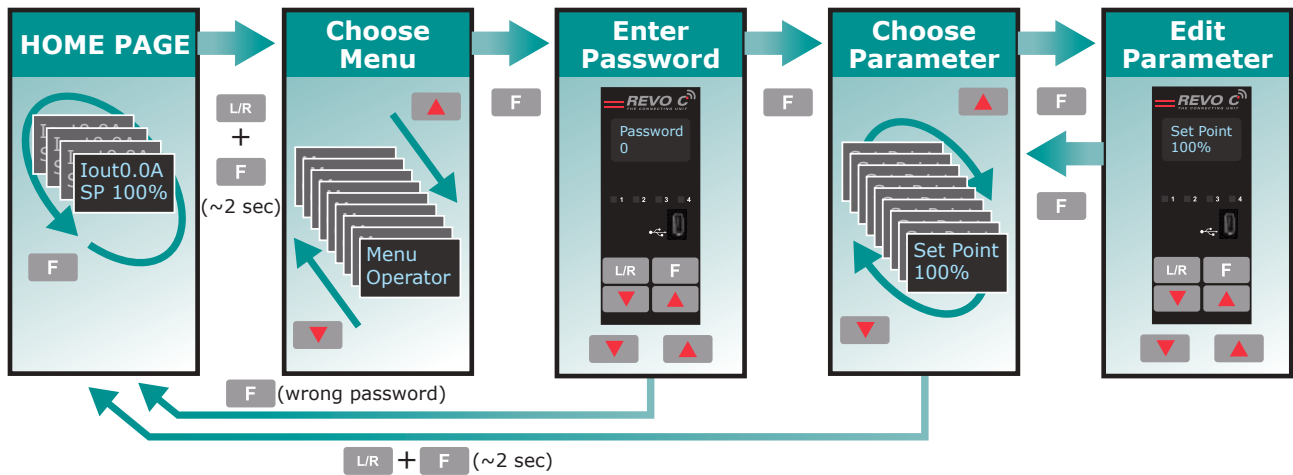 HOME PAGE
Iout0.0A
SP 100%
F
L/R
+
F
(~2 sec)
Choose
Menu
Menu
Operator
F
Enter
Password
REVO C
THE CONNECTING UNIT
Password
0
1 2 3 4
L/R F
F
Choose
Parameter
Set Point
100%
F
F
Edit
Parameter
REVO C
THE CONNECTING UNIT
Set Point
100%
1 2 3 4
L/R F
F (wrong password)
L/R + F (~2 sec)